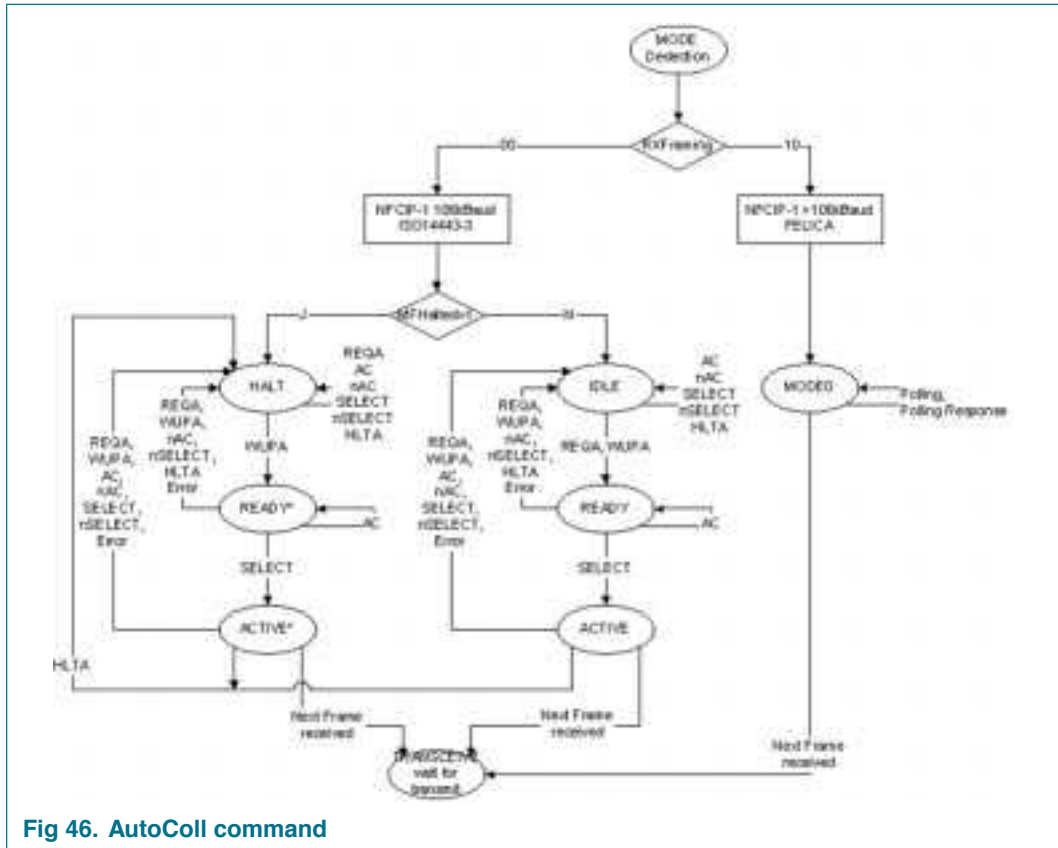 MODE
Detection
RXFraming
00
10
NFCIP-1 106kBaud
ISO14443-3
NFCIP-1 >106kBaud
FELICA
J
N
HALT
REQA
AC
nAC
SELECT
nSELECT
HLTA
IDLE
AC
nAC
SELECT
nSELECT
HLTA
MODE0
Polling,
Polling Response
REQA,
WUPA,
AC,
nAC,
SELECT,
nSELECT,
Error
REQA,
WUPA,
nAC,
nSELECT,
HLTA
Error
WUPA
READY*
AC
SELECT
ACTIVE*
REQA,
WUPA,
AC,
nAC,
SELECT,
nSELECT,
Error
REQA,
WUPA,
nAC,
nSELECT,
HLTA
Error
REQA, WUPA
READY
AC
SELECT
ACTIVE
HLTA
Next Frame
received
Next Frame
received
Next Frame
received
wait for
transmit
Fig 46. AutoColl command